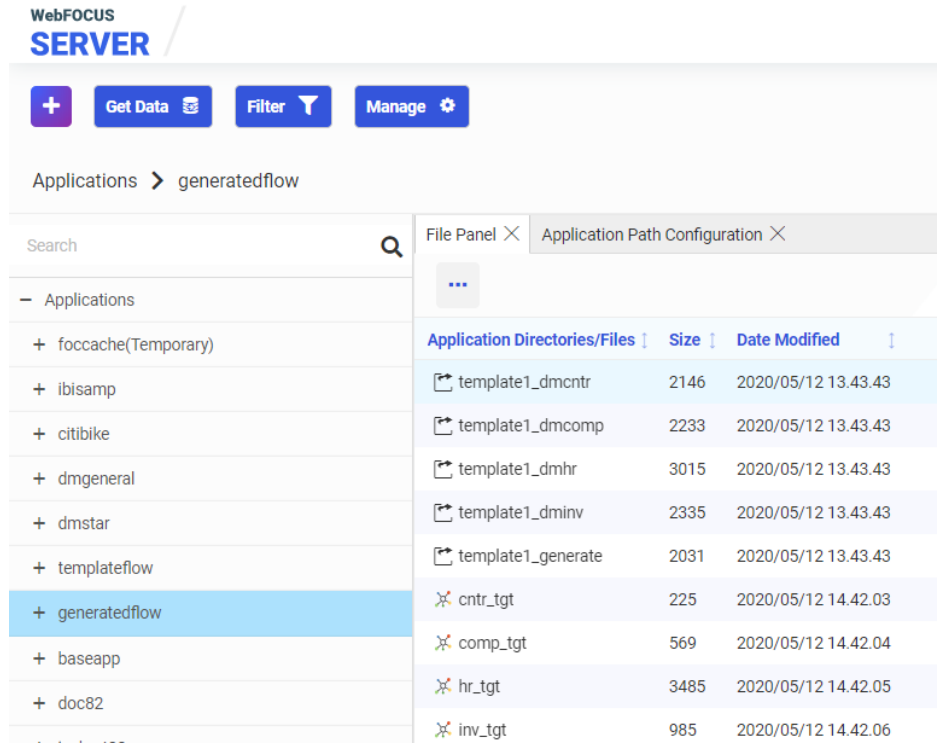 WebFOCUS
SERVER
+ Get Data Filter Manage
Applications > generatedflow
Search
File Panel × Application Path Configuration ×
...
− Applications
+ foccache(Temporary)
+ ibisamp
+ citibike
+ dmgeneral
+ dmstar
+ templateflow
+ generatedflow
+ baseapp
+ doc82
Application Directories/Files Size Date Modified
template1_dmcntr 2146 2020/05/12 13.43.43
template1_dmcomp 2233 2020/05/12 13.43.43
template1_dmhr 3015 2020/05/12 13.43.43
template1_dminv 2335 2020/05/12 13.43.43
template1_generate 2031 2020/05/12 13.43.43
cntr_tgt 225 2020/05/12 14.42.03
comp_tgt 569 2020/05/12 14.42.04
hr_tgt 3485 2020/05/12 14.42.05
inv_tgt 985 2020/05/12 14.42.06